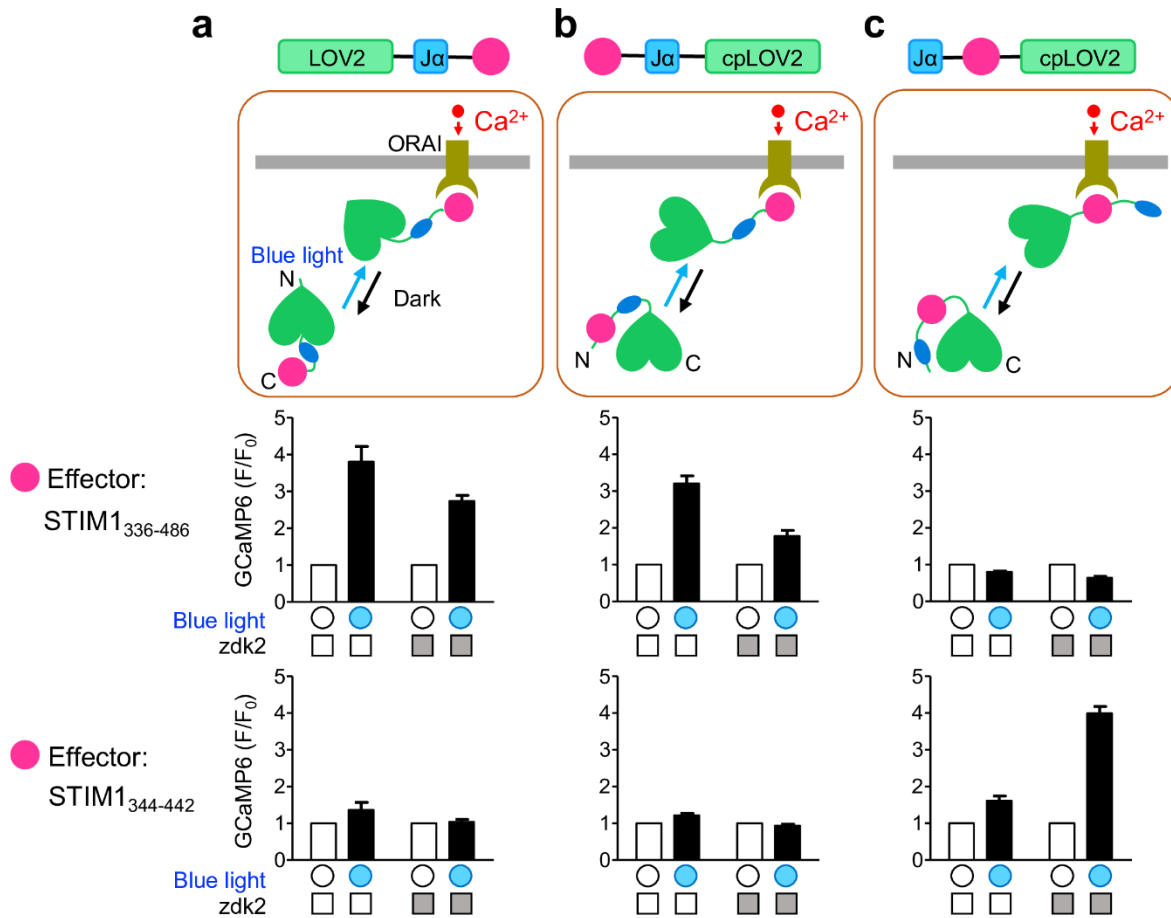 a b c
LOV2 Jα
Jα cpLOV2
Jα cpLOV2
ORAI Ca²⁺
Blue light
N
Dark
C
Ca²⁺
N C
Ca²⁺
N C
Effector:
STIM1₃₃₆₋₄₈₆
GCaMP6 (F/F₀)
5
4
3
2
1
0
5
4
3
2
1
0
5
4
3
2
1
0
Blue light
zdk2
Effector:
STIM1₃₄₄₋₄₄₂
GCaMP6 (F/F₀)
5
4
3
2
1
0
5
4
3
2
1
0
5
4
3
2
1
0
Blue light
zdk2